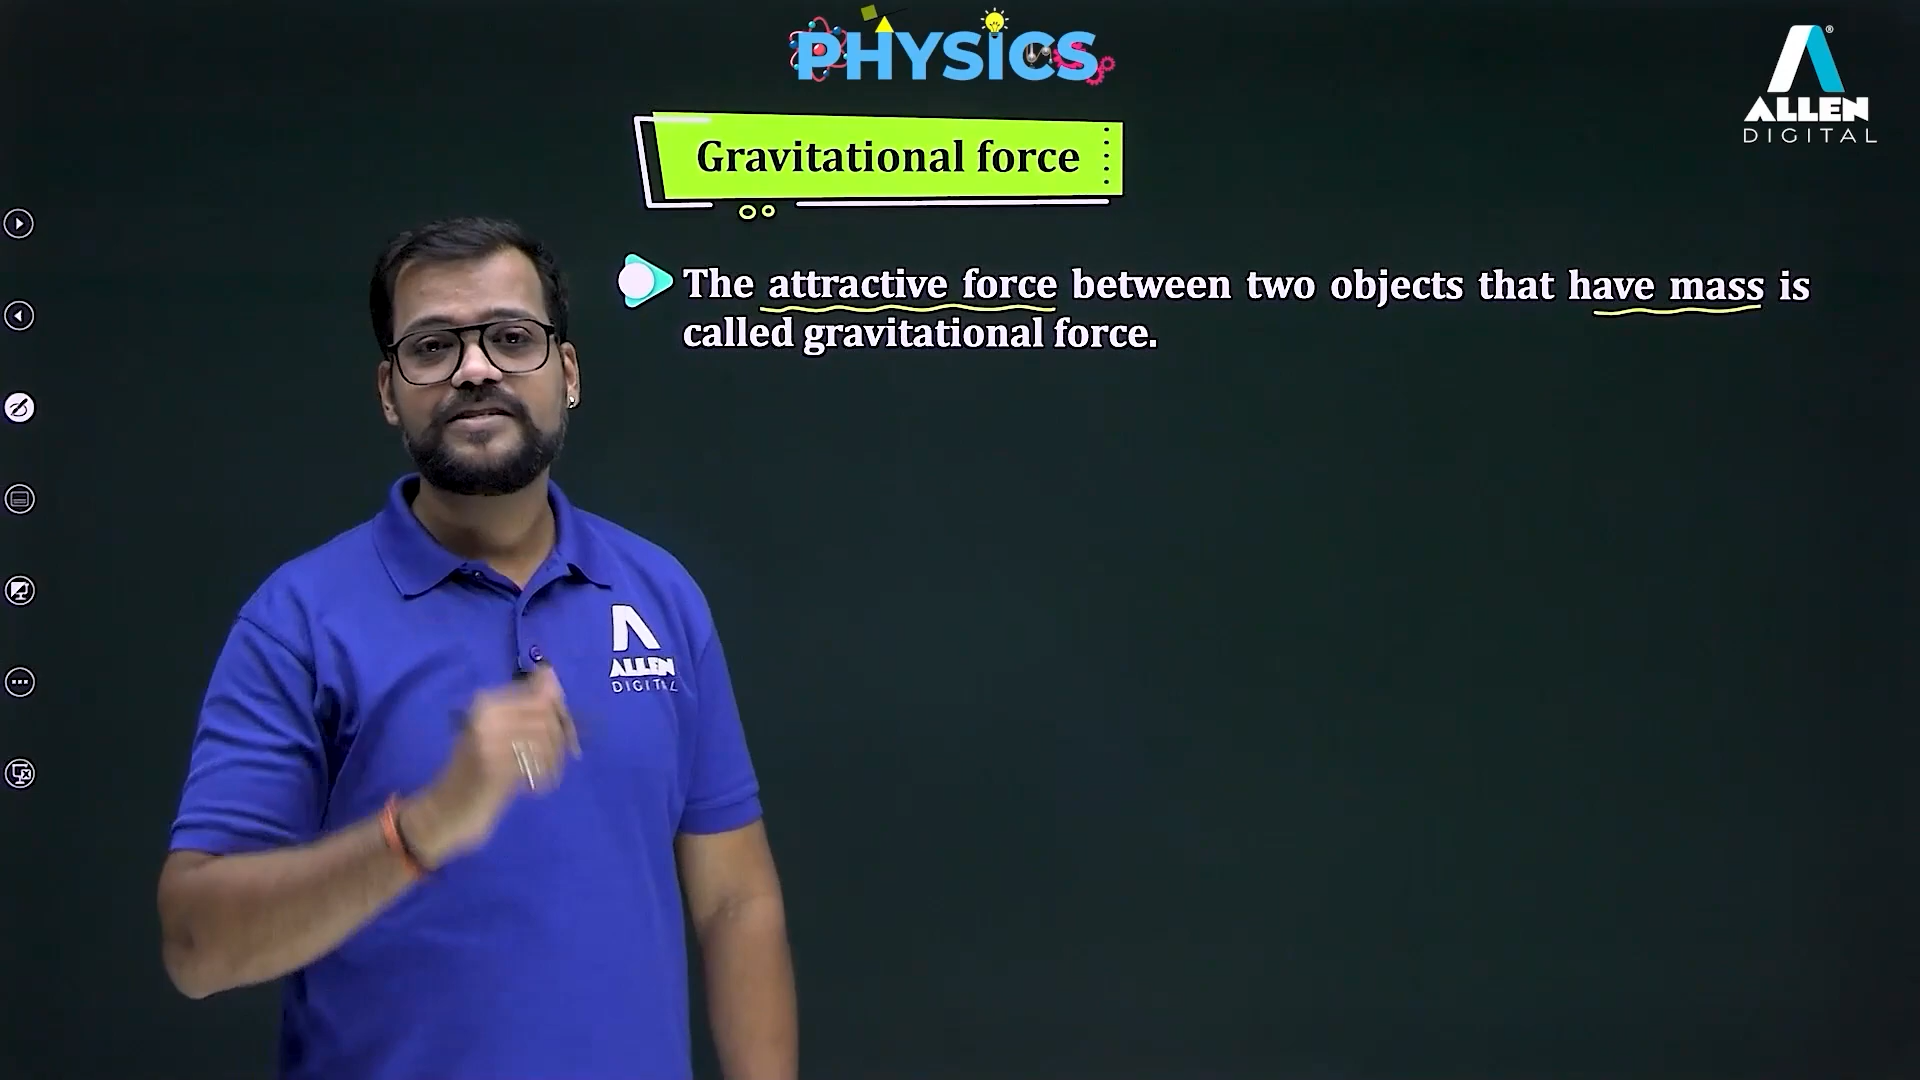 PHYSICS
ALLEN
DIGITAL
Gravitational force
The attractive force between two objects that have mass is
called gravitational force.
ALLEN
DIGITAL